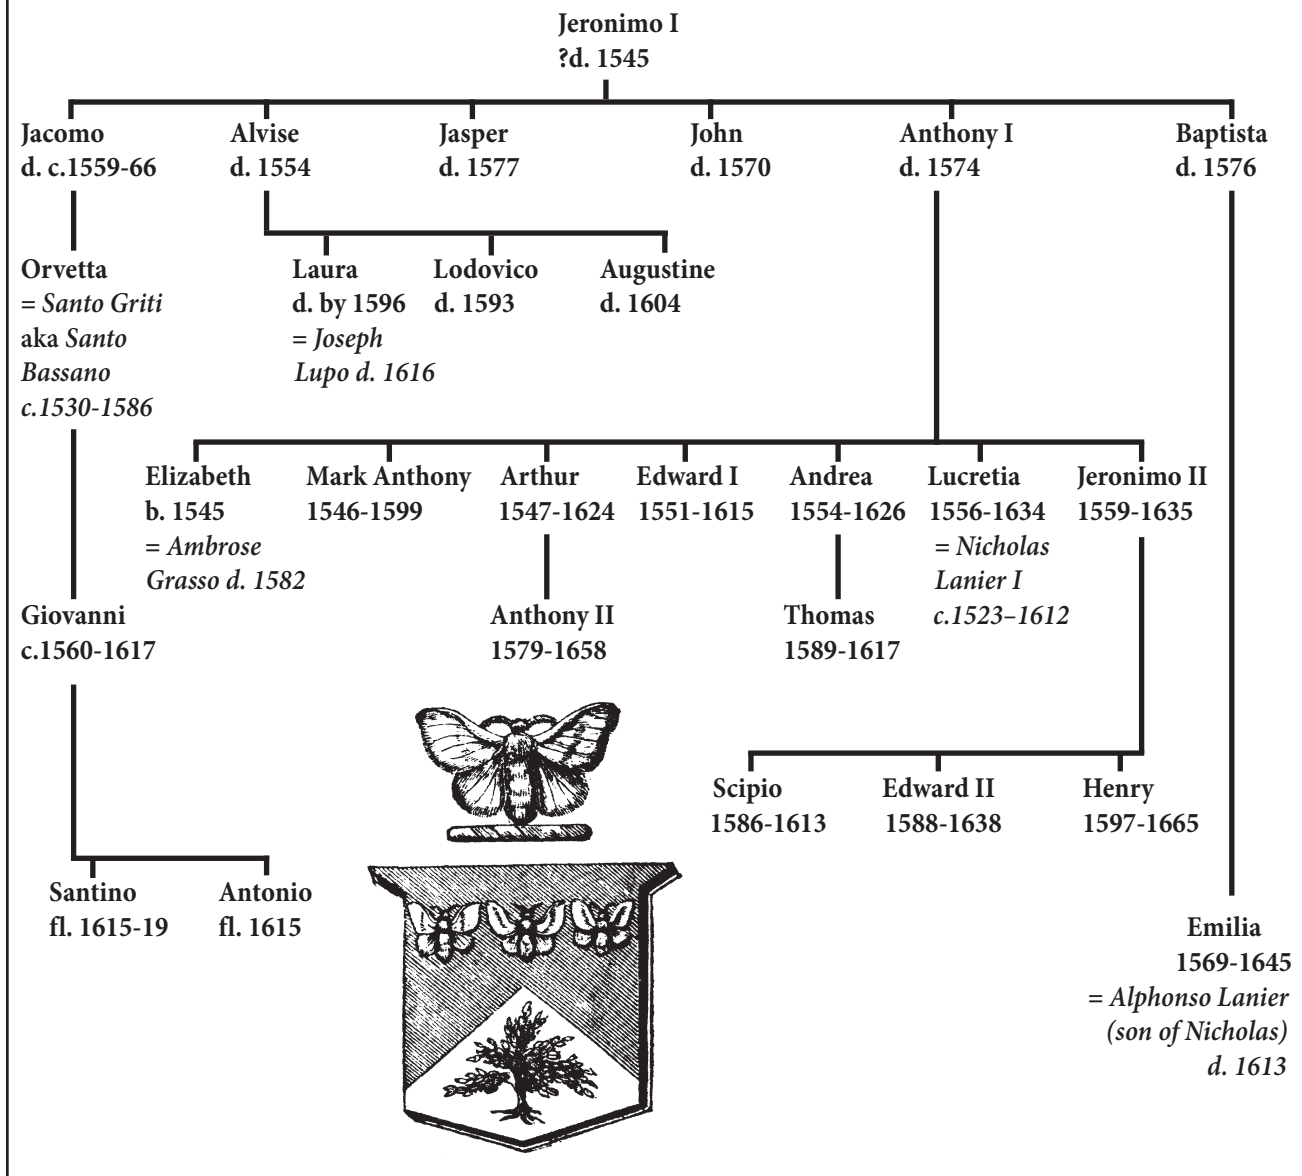 Jeronimo I
?d. 1545
Jacomo
d. c.1559-66
Alvise
d. 1554
Jasper
d. 1577
John
d. 1570
Anthony I
d. 1574
Baptista
d. 1576
Orvetta
= Santo Griti
aka Santo
Bassano
c.1530-1586
Laura
d. by 1596
= Joseph
Lupo d. 1616
Lodovico
d. 1593
Augustine
d. 1604
Elizabeth
b. 1545
= Ambrose
Grasso d. 1582
Mark Anthony
1546-1599
Arthur
1547-1624
Edward I
1551-1615
Andrea
1554-1626
Lucretia
1556-1634
= Nicholas
Lanier I
c.1523–1612
Jeronimo II
1559-1635
Giovanni
c.1560-1617
Anthony II
1579-1658
Thomas
1589-1617
Scipio
1586-1613
Edward II
1588-1638
Henry
1597-1665
Santino
fl. 1615-19
Antonio
fl. 1615
Emilia
1569-1645
= Alphonso Lanier
(son of Nicholas)
d. 1613